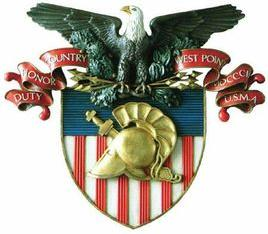 DUTY
HONOR
COUNTRY
WEST POINT
MDCCCII
U.S.M.A.